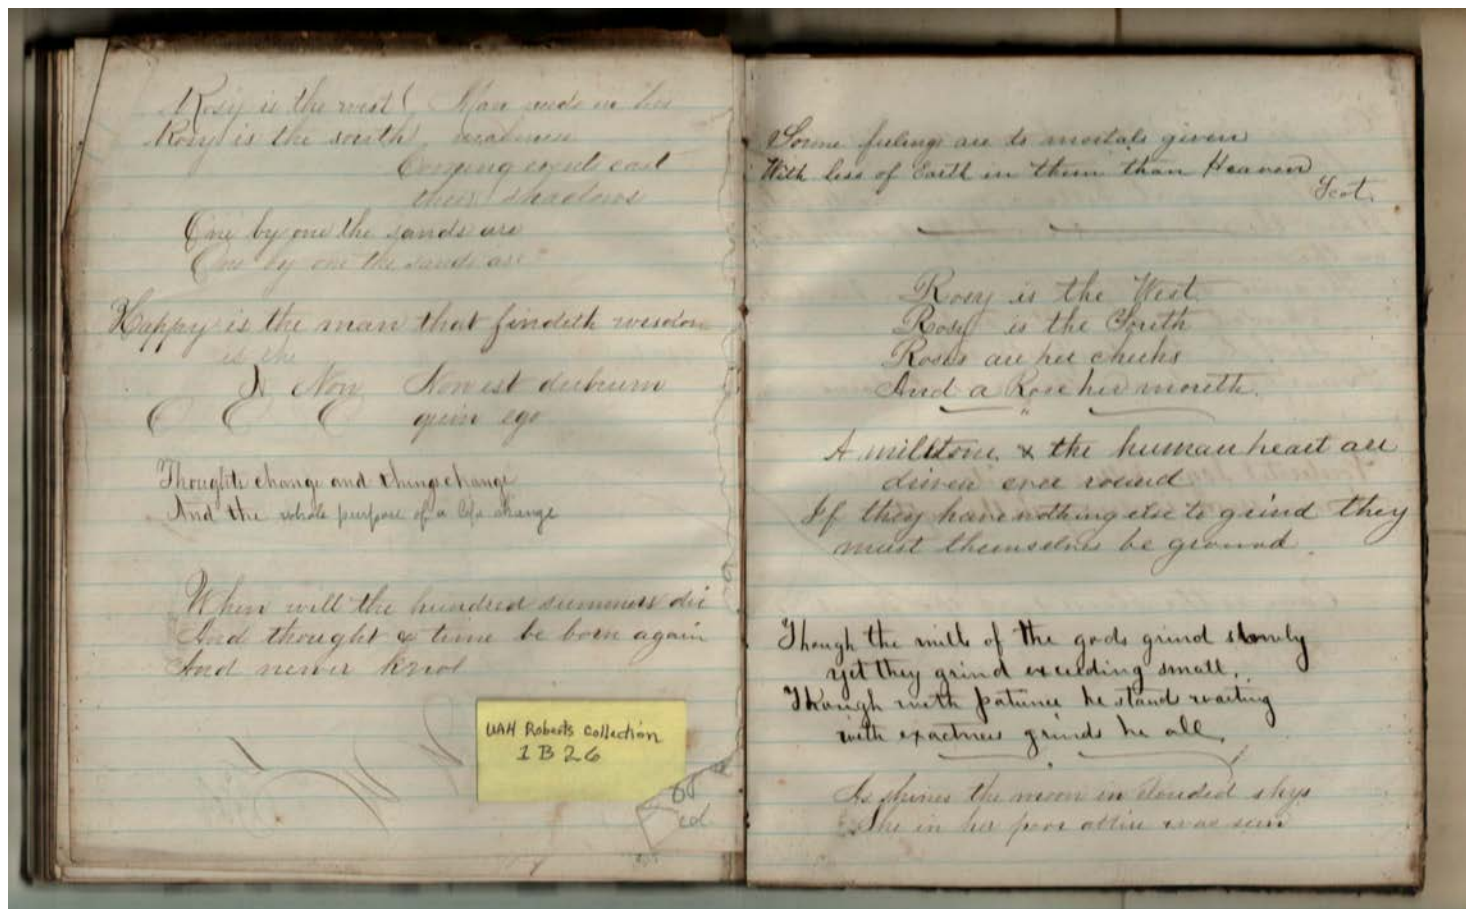 Rosy is the west ( Man ends in his
Rosy is the south madness
Coming events cast
their shadows
One by one the sands are
One by one the sands are
Happy is the man that findeth wisdom
is the
Non Non est dubium
quin ego
Thoughts change and things change
And the whole purpose of a life change
When will the hundred summers die
And thought & time be born again
And newer knol
UAH Roberts Collection
1B26
Some feelings are to mortals given
With less of Earth in them than Heaven
Scot.
Rosy is the West
Rosy is the South
Roses are her cheeks
And a Rose her mouth.
A millstone & the human heart are
driven ever round
If they have nothing else to grind they
must themselves be ground.
Though the mills of the gods grind slowly
yet they grind exceeding small,
Though with patience he stand waiting
with exactness grinds he all.
As shines the moon in clouded skys
She in her poor attire was seen